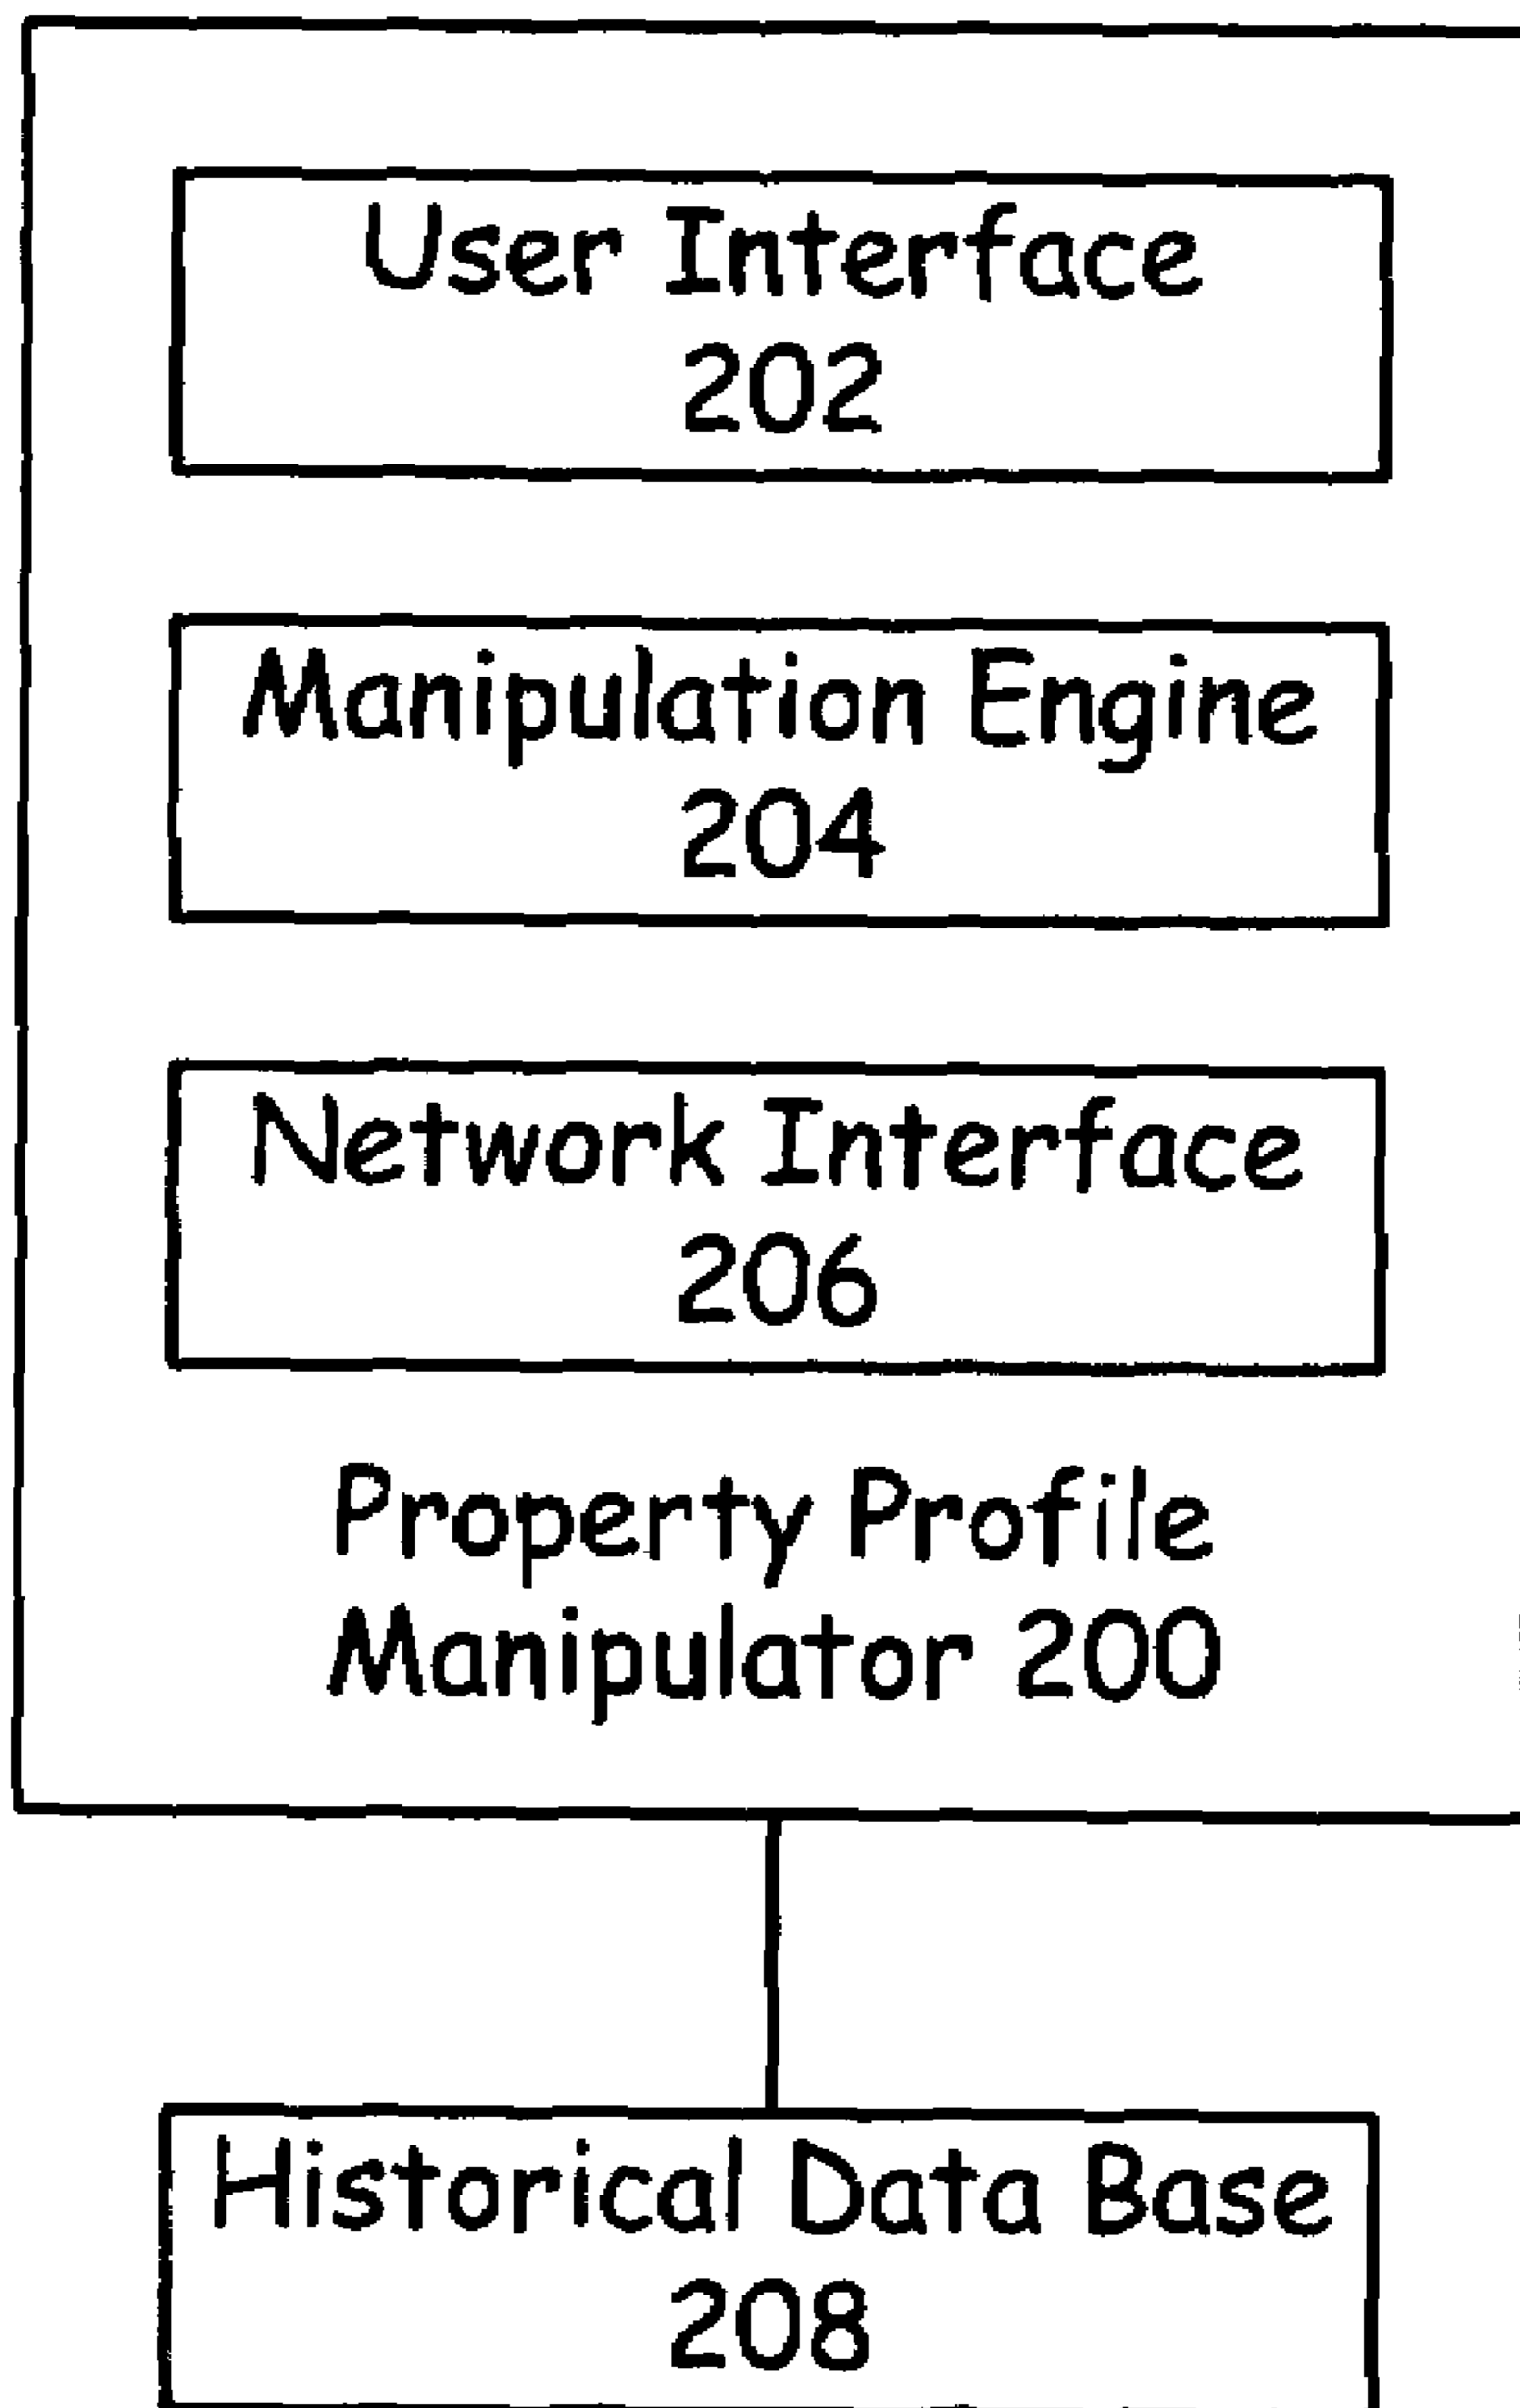 User Interface
202
Manipulation Engine
204
Network Interface
206
Property Profile
Manipulator 200
Historical Data Base
208